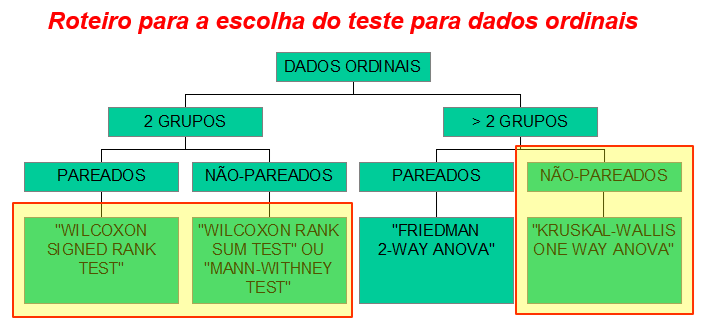 Roteiro para a escolha do teste para dados ordinais
DADOS ORDINAIS
2 GRUPOS
> 2 GRUPOS
PAREADOS
NÃO-PAREADOS
PAREADOS
NÃO-PAREADOS
"WILCOXON
SIGNED RANK
TEST"
"WILCOXON RANK
SUM TEST" OU
"MANN-WITHNEY
TEST"
"FRIEDMAN
2-WAY ANOVA"
"KRUSKAL-WALLIS
ONE WAY ANOVA"